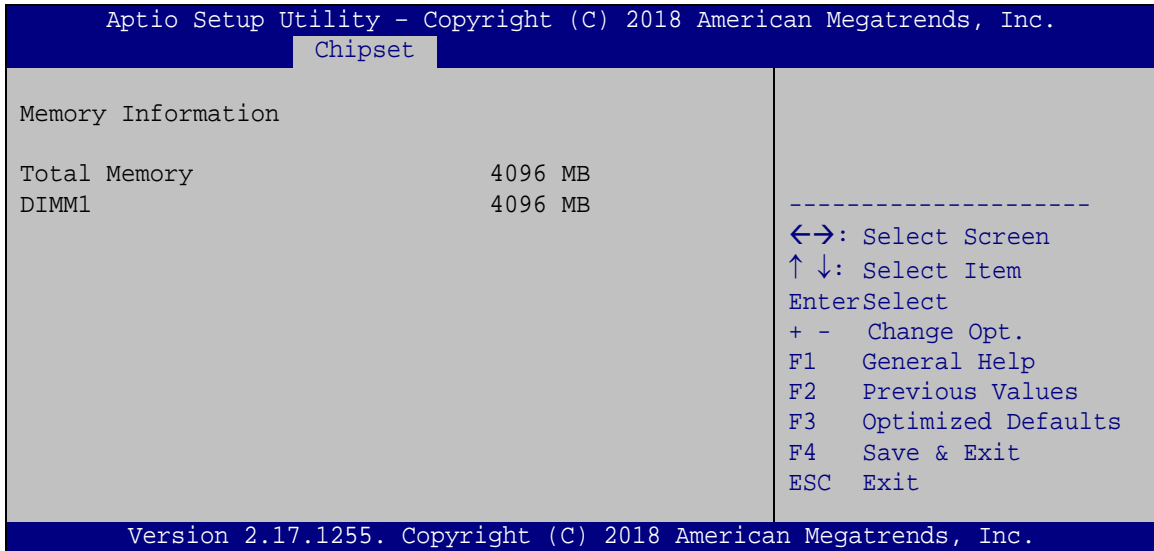 Aptio Setup Utility – Copyright (C) 2018 American Megatrends, Inc.
Chipset
Memory Information
Total Memory 4096 MB
DIMM1 4096 MB
---------------------
←→: Select Screen
↑ ↓: Select Item
EnterSelect
+ - Change Opt.
F1 General Help
F2 Previous Values
F3 Optimized Defaults
F4 Save & Exit
ESC Exit
Version 2.17.1255. Copyright (C) 2018 American Megatrends, Inc.